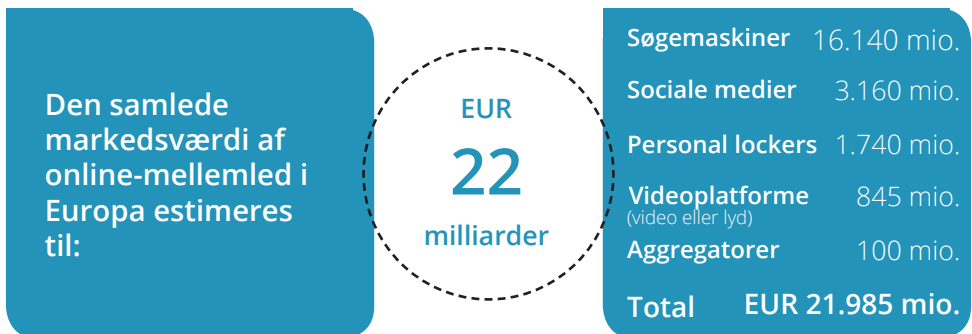 Den samlede
markedsværdi af
online-mellemled i
Europa estimeres
til:
EUR
22
milliarder
Søgemaskiner 16.140 mio.
Sociale medier 3.160 mio.
Personal lockers 1.740 mio.
Videoplatforme 845 mio.
(video eller lyd)
Aggregatorer 100 mio.
Total EUR 21.985 mio.